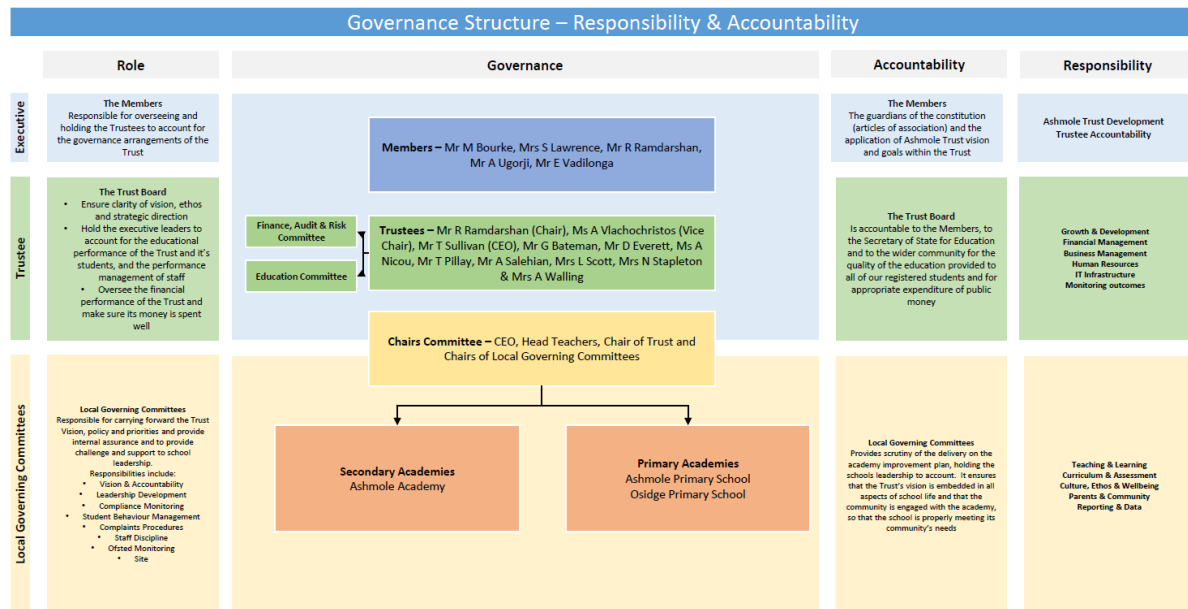 Governance Structure – Responsibility & Accountability
Role
Governance
Accountability
Responsibility
Executive
The Members
Responsible for overseeing and
holding the Trustees to account for
the governance arrangements of the
Trust
Members – Mr M Bourke, Mrs S Lawrence, Mr R Ramdarshan,
Mr A Ugorji, Mr E Vadilonga
The Members
The guardians of the constitution
(articles of association) and the
application of Ashmole Trust vision
and goals within the Trust
Ashmole Trust Development
Trustee Accountability
Trustee
The Trust Board
• Ensure clarity of vision, ethos
and strategic direction
• Hold the executive leaders to
account for the educational
performance of the Trust and it's
students, and the performance
management of staff
• Oversee the financial
performance of the Trust and
make sure its money is spent
well
Finance, Audit & Risk
Committee
Education Committee
Trustees – Mr R Ramdarshan (Chair), Ms A Vlachochristos (Vice
Chair), Mr T Sullivan (CEO), Mr G Bateman, Mr D Everett, Ms A
Nicou, Mr T Pillay, Mr A Salehian, Mrs L Scott, Mrs N Stapleton
& Mrs A Walling
The Trust Board
Is accountable to the Members, to
the Secretary of State for Education
and to the wider community for the
quality of the education provided to
all of our registered students and for
appropriate expenditure of public
money
Growth & Development
Financial Management
Business Management
Human Resources
IT Infrastructure
Monitoring outcomes
Chairs Committee – CEO, Head Teachers, Chair of Trust and
Chairs of Local Governing Committees
Local Governing Committees
Local Governing Committees
Responsible for carrying forward the Trust
Vision, policy and priorities and provide
internal assurance and to provide
challenge and support to school
leadership.
Responsibilities include:
• Vision & Accountability
• Leadership Development
• Compliance Monitoring
• Student Behaviour Management
• Complaints Procedures
• Staff Discipline
• Ofsted Monitoring
• Site
Secondary Academies
Ashmole Academy
Primary Academies
Ashmole Primary School
Osidge Primary School
Local Governing Committees
Provides scrutiny of the delivery on the
academy improvement plan, holding the
schools leadership to account. It ensures
that the Trust's vision is embedded in all
aspects of school life and that the
community is engaged with the academy,
so that the school is properly meeting its
community's needs
Teaching & Learning
Curriculum & Assessment
Culture, Ethos & Wellbeing
Parents & Community
Reporting & Data